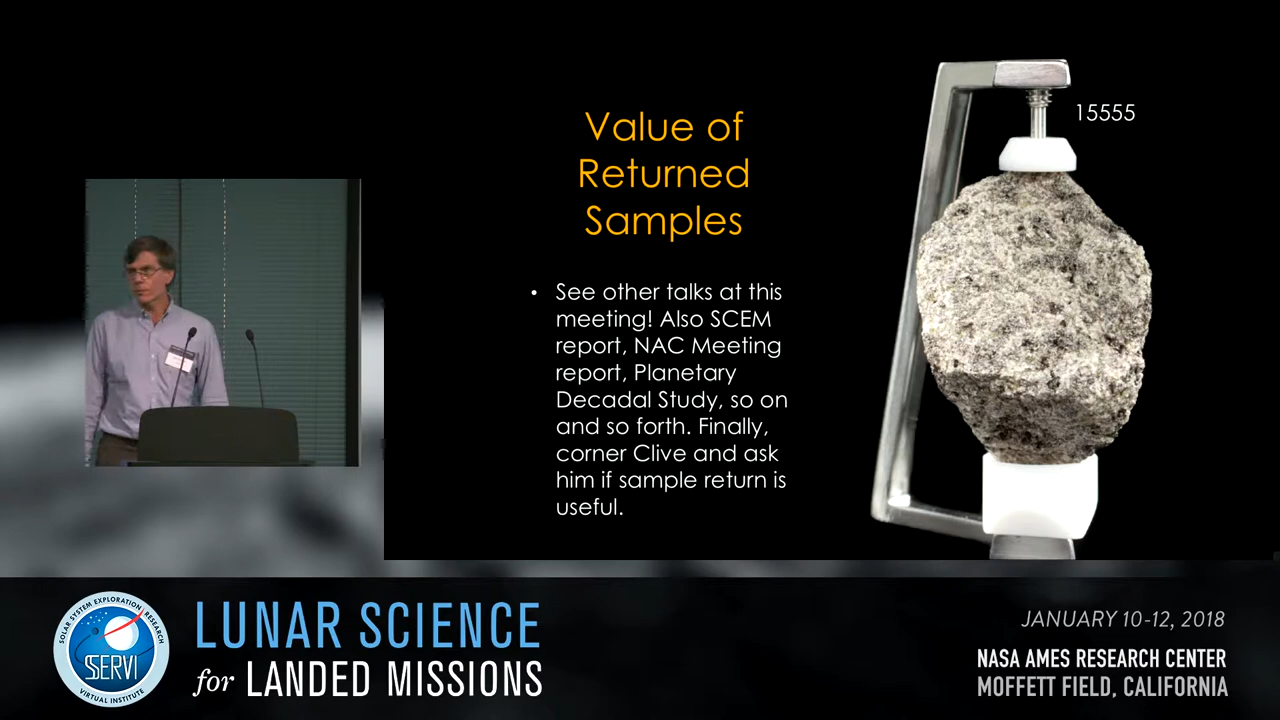 Value of
Returned
Samples
15555
• See other talks at this
meeting! Also SCEM
report, NAC Meeting
report, Planetary
Decadal Study, so on
and so forth. Finally,
corner Clive and ask
him if sample return is
useful.
SOLAR SYSTEM EXPLORATION RESEARCH
SSERVI
VIRTUAL INSTITUTE
LUNAR SCIENCE
for LANDED MISSIONS
JANUARY 10-12, 2018
NASA AMES RESEARCH CENTER
MOFFETT FIELD, CALIFORNIA